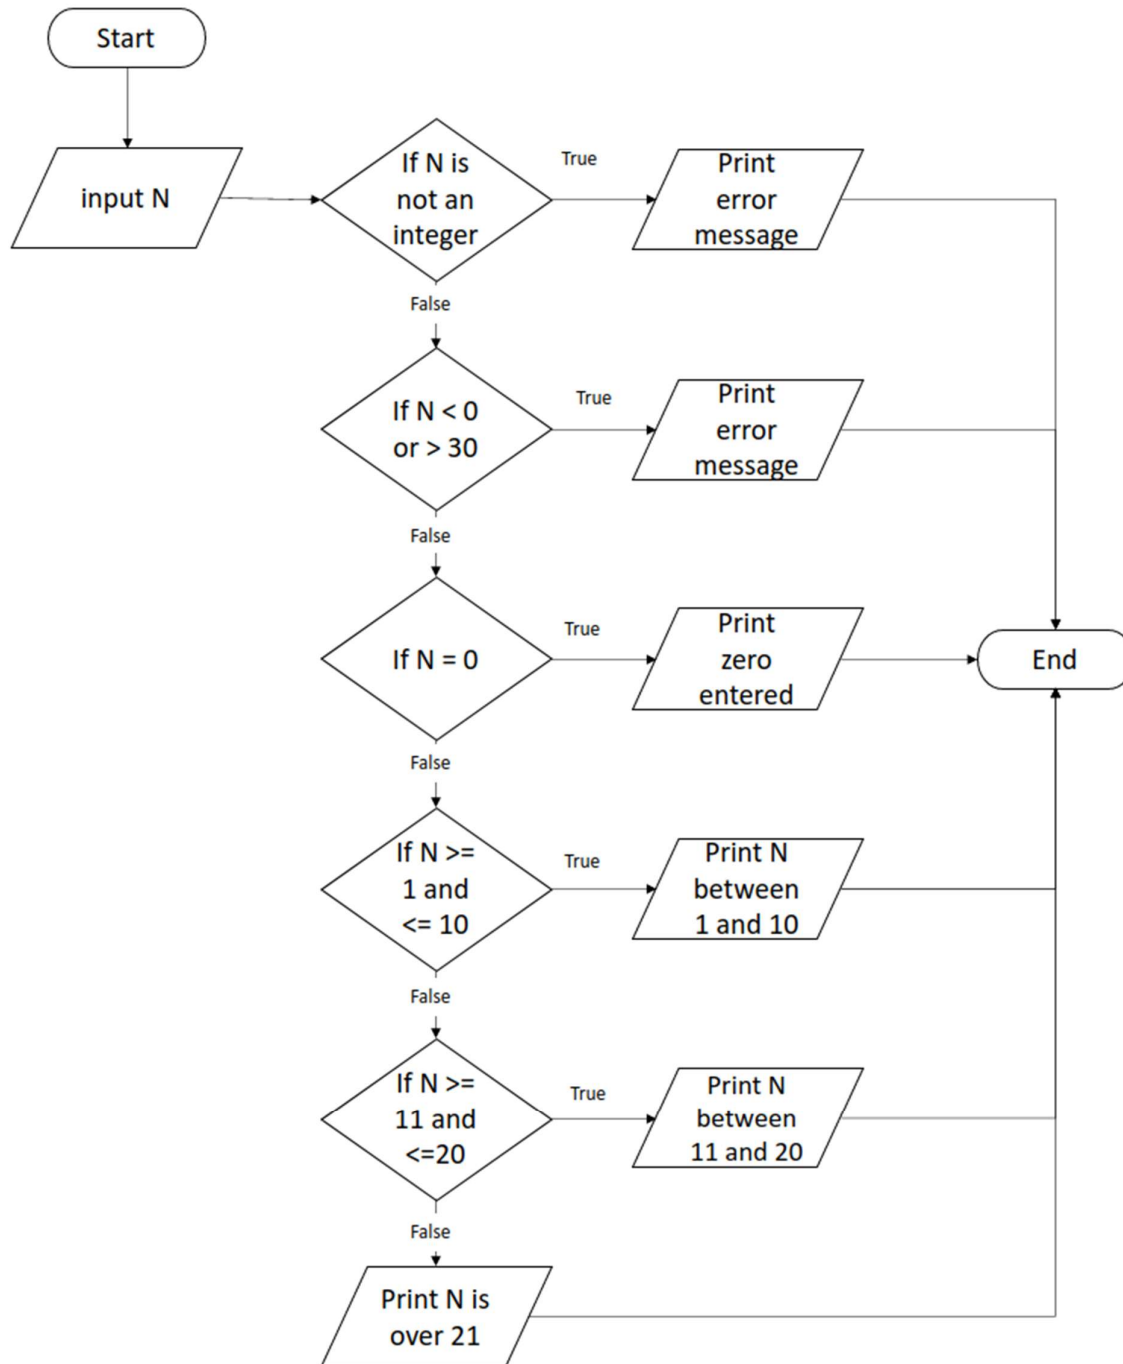 Start
input N
If N is
not an
integer
True
Print
error
message
False
If N < 0
or > 30
True
Print
error
message
False
If N = 0
True
Print
zero
entered
End
False
If N >=
1 and
<= 10
True
Print N
between
1 and 10
False
If N >=
11 and
<=20
True
Print N
between
11 and 20
False
Print N is
over 21